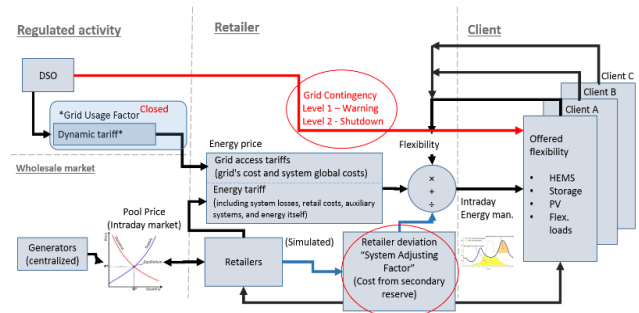 Regulated activity
Retailer
Client
DSO
*Grid Usage Factor
Closed
Dynamic tariff*
Grid Contingency
Level 1 – Warning
Level 2 - Shutdown
Client C
Client B
Client A
Offered
flexibility
• HEMS
• Storage
• PV
• Flex.
loads
Wholesale market
Energy price
Grid access tariffs
(grid's cost and system global costs)
Energy tariff
(including system losses, retail costs, auxiliary
systems, and energy itself)
Flexibility
×
+
÷
Intraday
Energy man.
Pool Price
(Intraday market)
Generators
(centralized)
Retailers
(Simulated)
Retailer deviation
"System Adjusting
Factor"
(Cost from secondary
reserve)